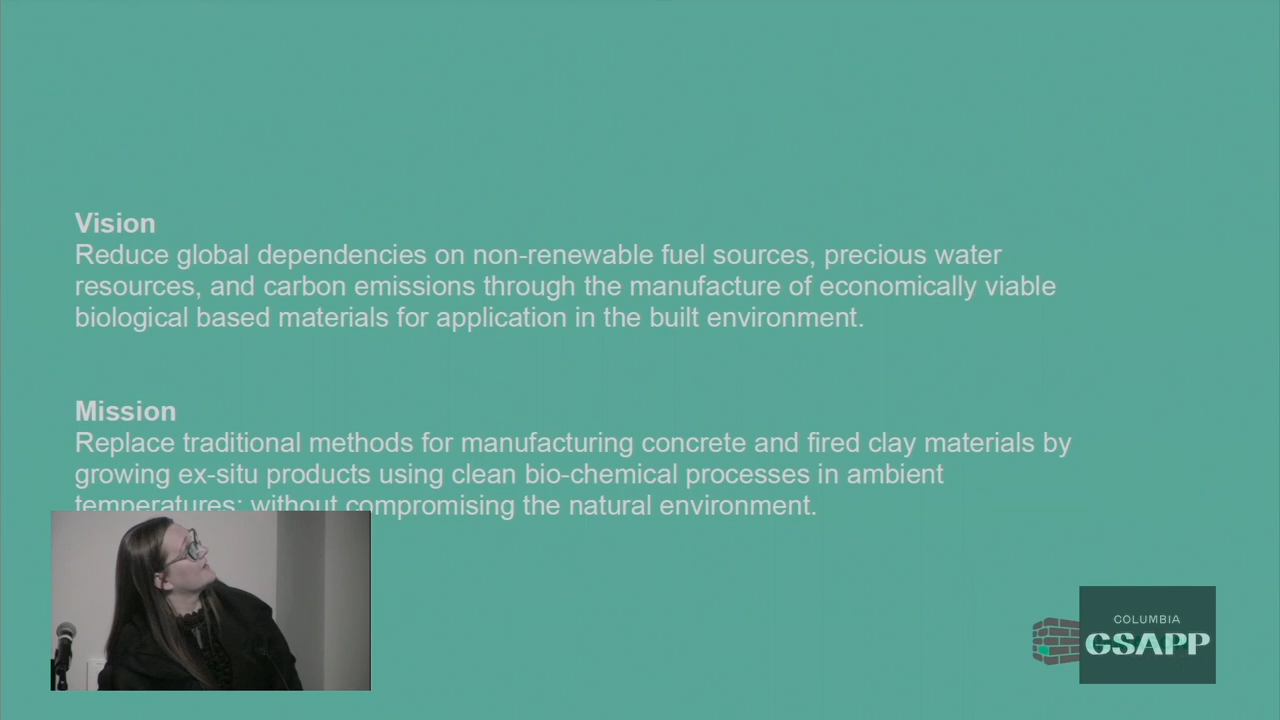 Vision
Reduce global dependencies on non-renewable fuel sources, precious water
resources, and carbon emissions through the manufacture of economically viable
biological based materials for application in the built environment.
Mission
Replace traditional methods for manufacturing concrete and fired clay materials by
growing ex-situ products using clean bio-chemical processes in ambient
temperatures; without compromising the natural environment.
COLUMBIA
GSAPP